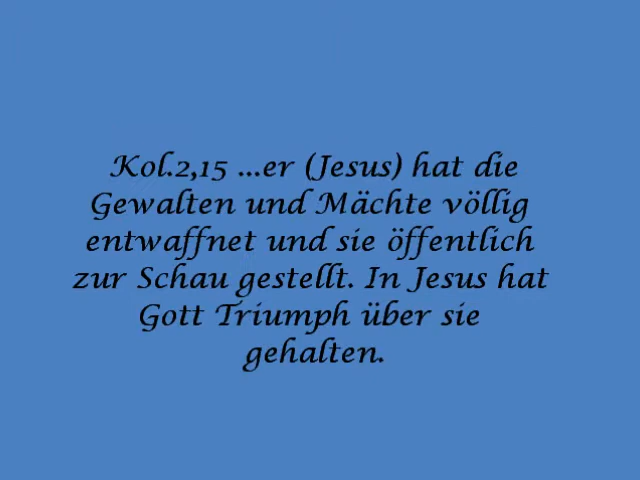 Kol.2,15 ...er (Jesus) hat die
Gewalten und Mächte völlig
entwaffnet und sie öffentlich
zur Schau gestellt. In Jesus hat
Gott Triumph über sie
gehalten.